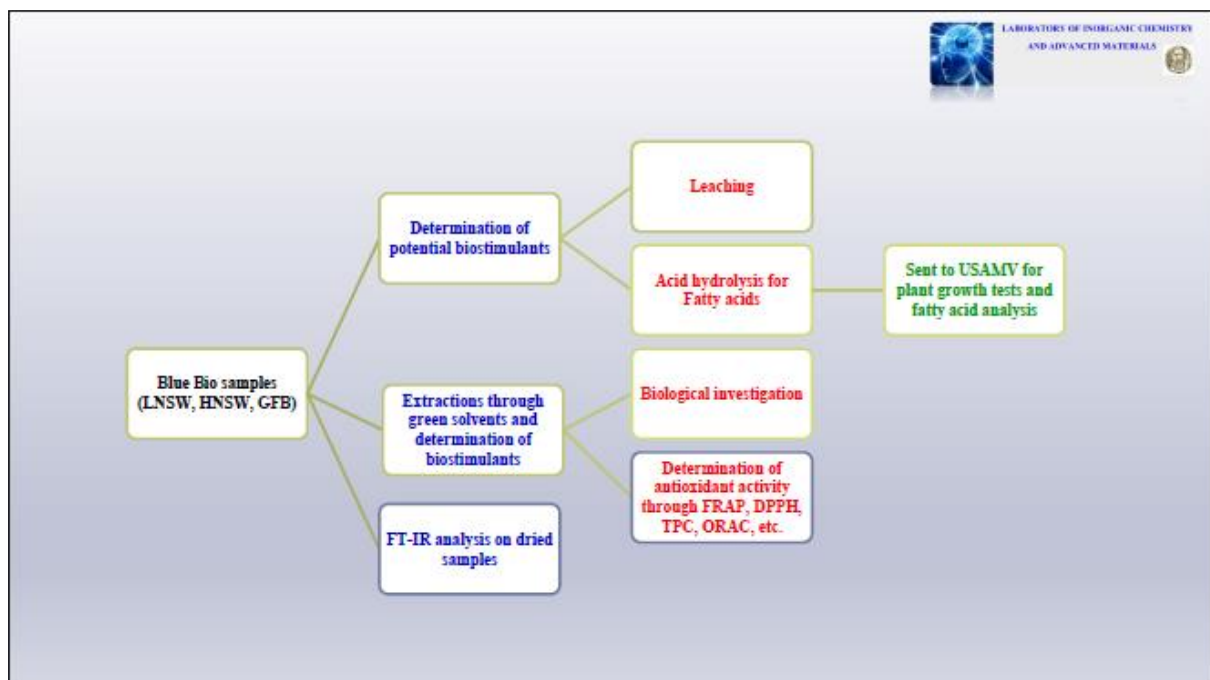 LABORATORY OF INORGANIC CHEMISTRY
AND ADVANCED MATERIALS
Leaching
Determination of
potential biostimulants
Acid hydrolysis for
Fatty acids
Sent to USAMV for
plant growth tests and
fatty acid analysis
Blue Bio samples
(LNSW, HNSW, GFB)
Extractions through
green solvents and
determination of
biostimulants
Biological investigation
Determination of
antioxidant activity
through FRAP, DPPH,
TPC, ORAC, etc.
FT-IR analysis on dried
samples